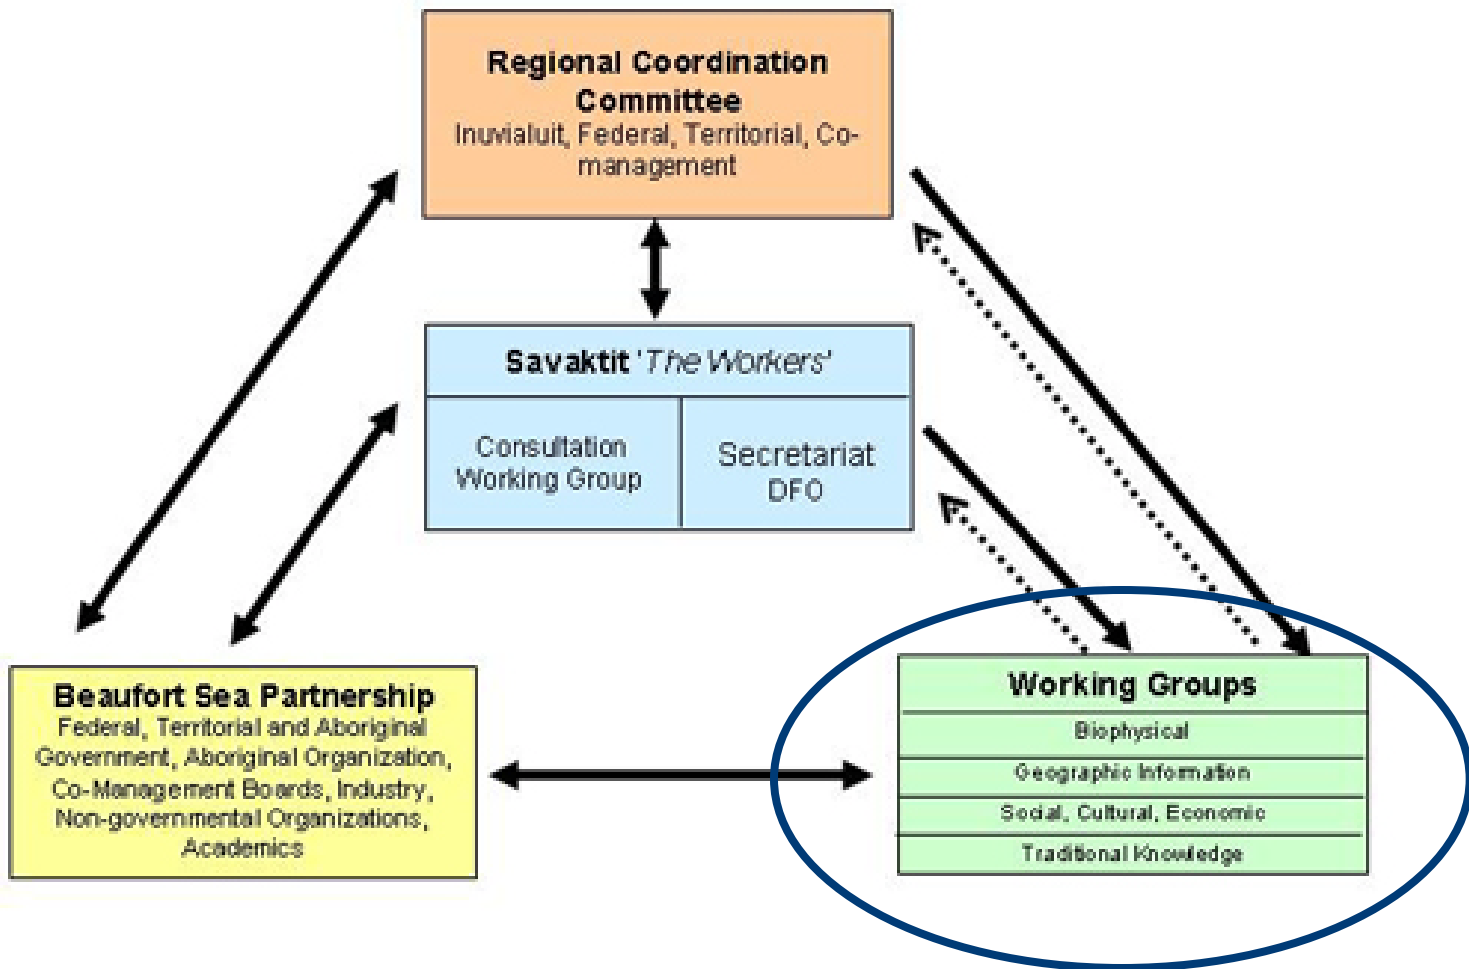 Regional Coordination
Committee
Inuvialuit, Federal, Territorial, Co-
management
Savaktit 'The Workers'
Consultation
Working Group
Secretariat
DFO
Beaufort Sea Partnership
Federal, Territorial and Aboriginal
Government, Aboriginal Organization,
Co-Management Boards, Industry,
Non-governmental Organizations,
Academics
Working Groups
Biophysical
Geographic Information
Social, Cultural, Economic
Traditional Knowledge